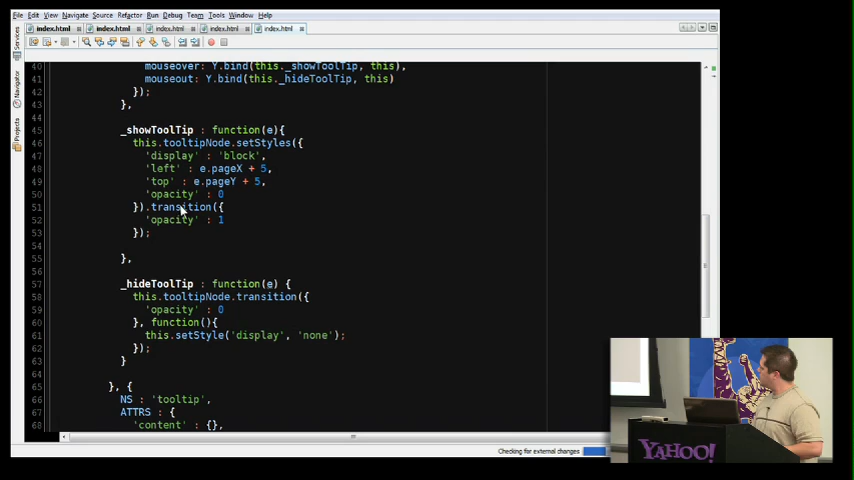 File Edit View Navigate Source Refactor Run Debug Team Tools Window Help
index.html index.html index.html index.html index.html
Services
Navigator
Projects
40 mouseover: Y.bind(this._showToolTip, this),
41 mouseout: Y.bind(this._hideToolTip, this)
42 });
43 },
44
45 _showToolTip : function(e){
46 this.tooltipNode.setStyles({
47 'display' : 'block',
48 'left' : e.pageX + 5,
49 'top' : e.pageY + 5,
50 'opacity' : 0
51 }).transition({
52 'opacity' : 1
53 });
54
55 },
56
57 _hideToolTip : function(e) {
58 this.tooltipNode.transition({
59 'opacity' : 0
60 }, function(){
61 this.setStyle('display', 'none');
62 });
63 }
64
65 }, {
66 NS : 'tooltip',
67 ATTRS : {
68 'content' : {},
Checking for external changes
YAHOO!